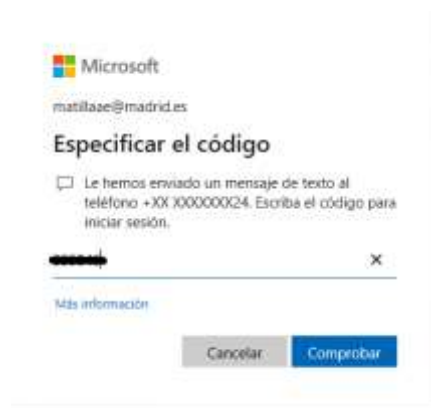 Microsoft
matillaae@madrid.es
Especificar el código
Le hemos enviado un mensaje de texto al
teléfono +XX XXXXXXX24. Escriba el código para
iniciar sesión.
Más información
Cancelar
Comprobar